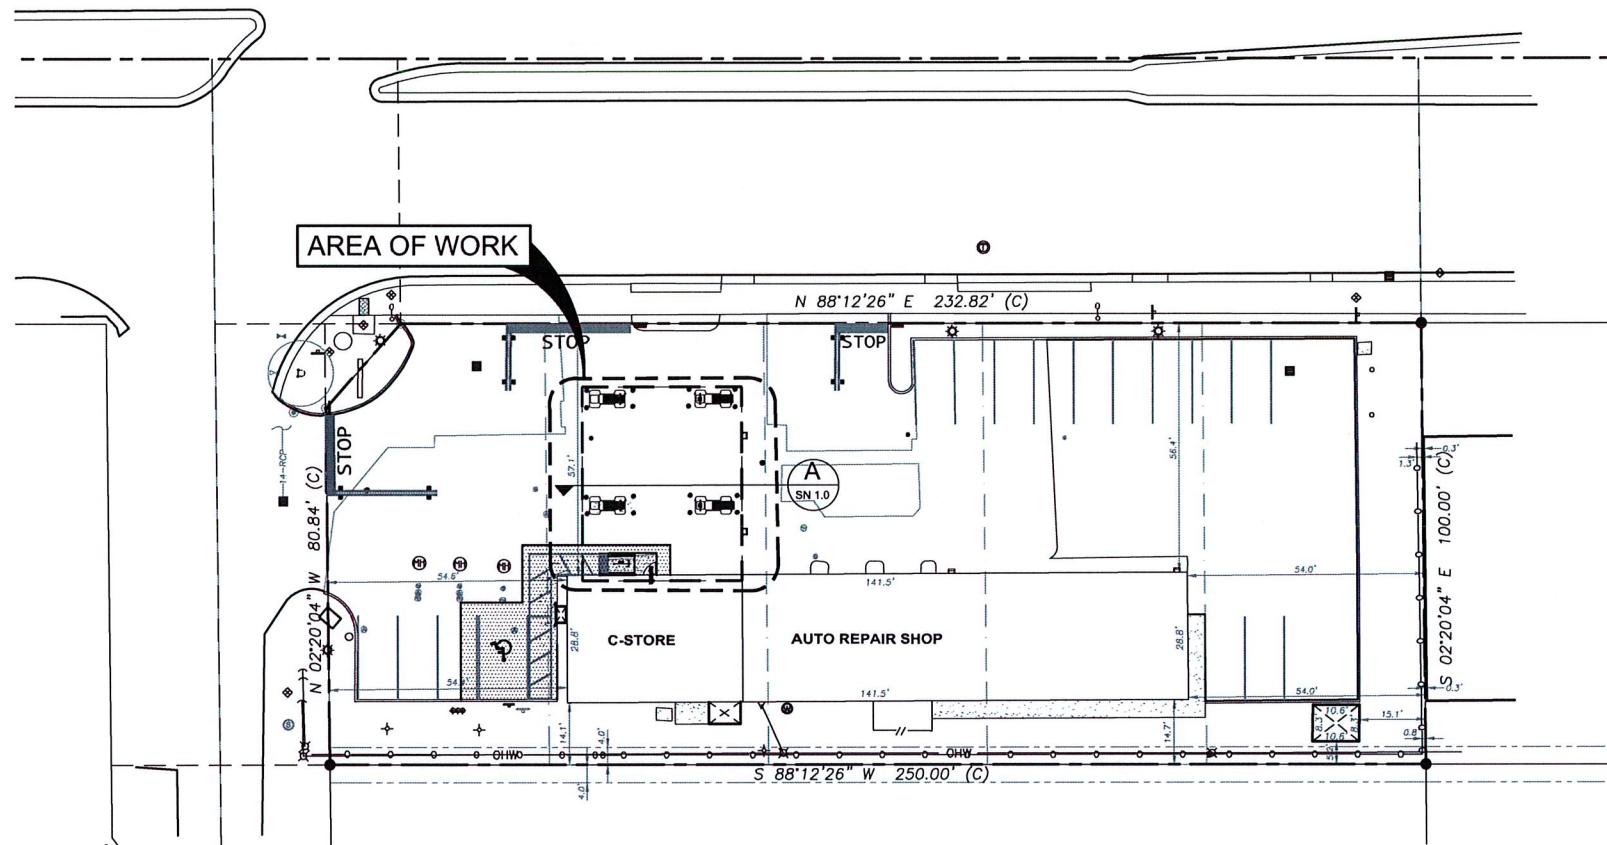 AREA OF WORK
N 88°12'26" E 232.82' (C)
STOP
STOP
STOP
14"RCP
57.1'
56.4'
A
SN 1.0
0.3'
1.3'
N 02°20'04" W 80.84' (C)
S 02°20'04" E 100.00' (C)
54.6'
141.5'
54.0'
C-STORE
AUTO REPAIR SHOP
28.8'
28.8'
141.5'
54.0'
0.3'
10.6'
8.3'
8.3'
10.6'
15.1'
0.8'
14.1'
4.0'
14.7'
OHW
OHW
S 88°12'26" W 250.00' (C)
4.0'